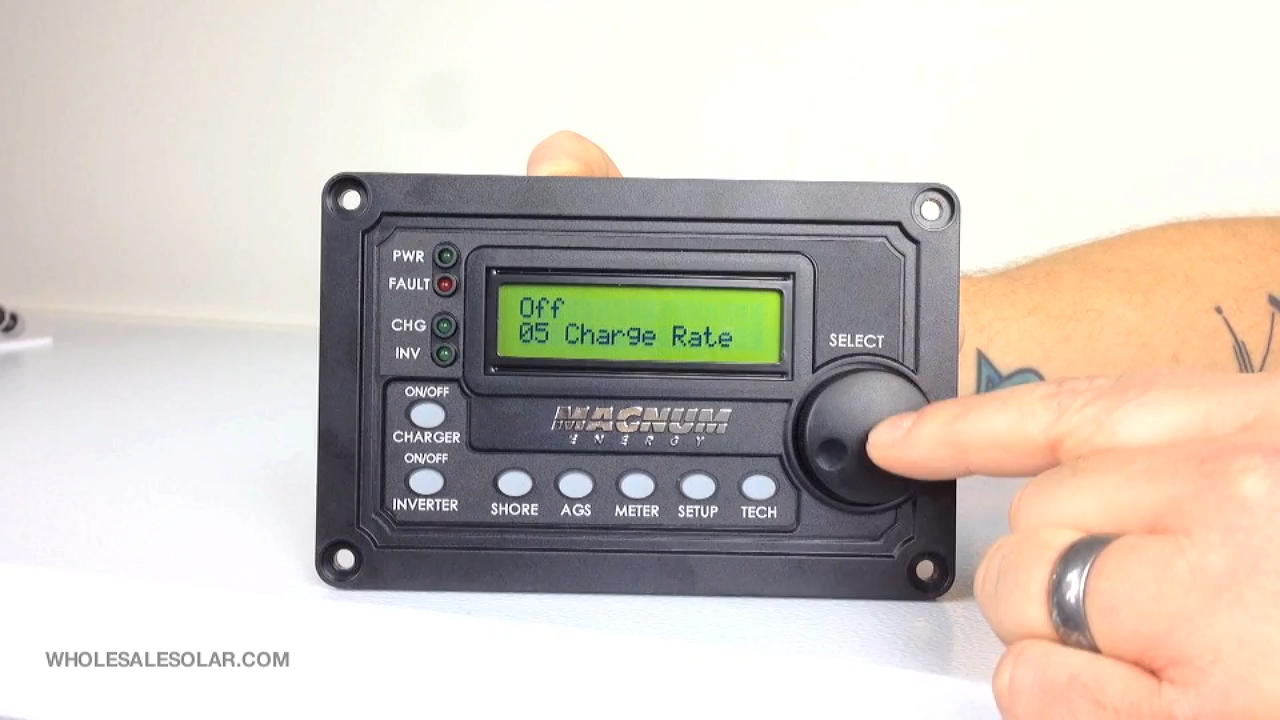 PWR
FAULT
CHG
INV
Off
05 Charge Rate
SELECT
ON/OFF
CHARGER
ON/OFF
INVERTER
MAGNUM
ENERGY
SHORE
AGS
METER
SETUP
TECH
WHOLESALESOLAR.COM